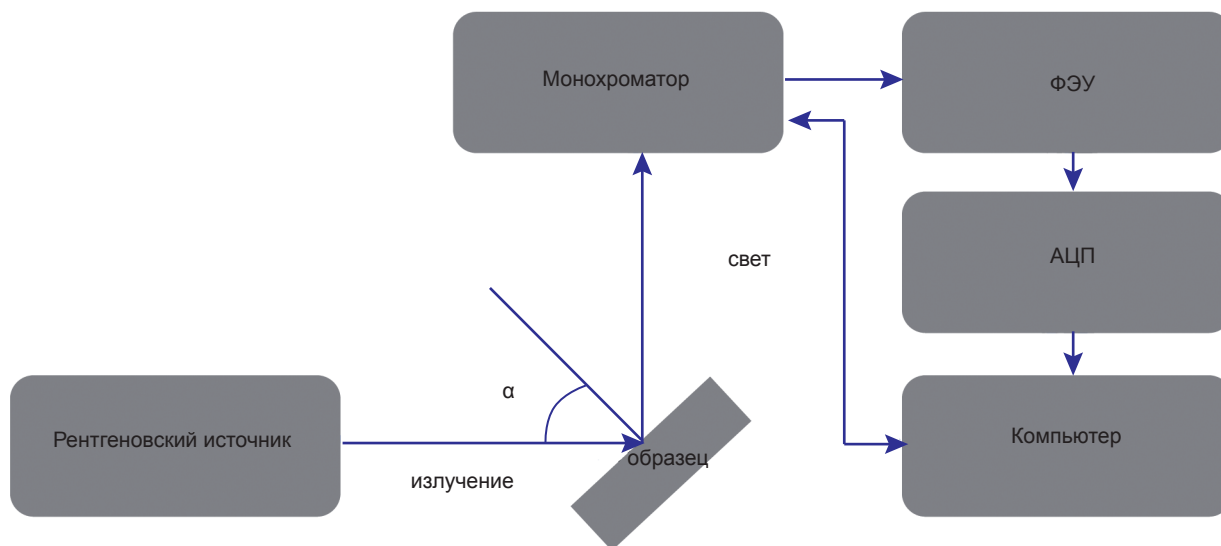 Монохроматор
ФЭУ
АЦП
свет
α
Рентгеновский источник
образец
Компьютер
излучение